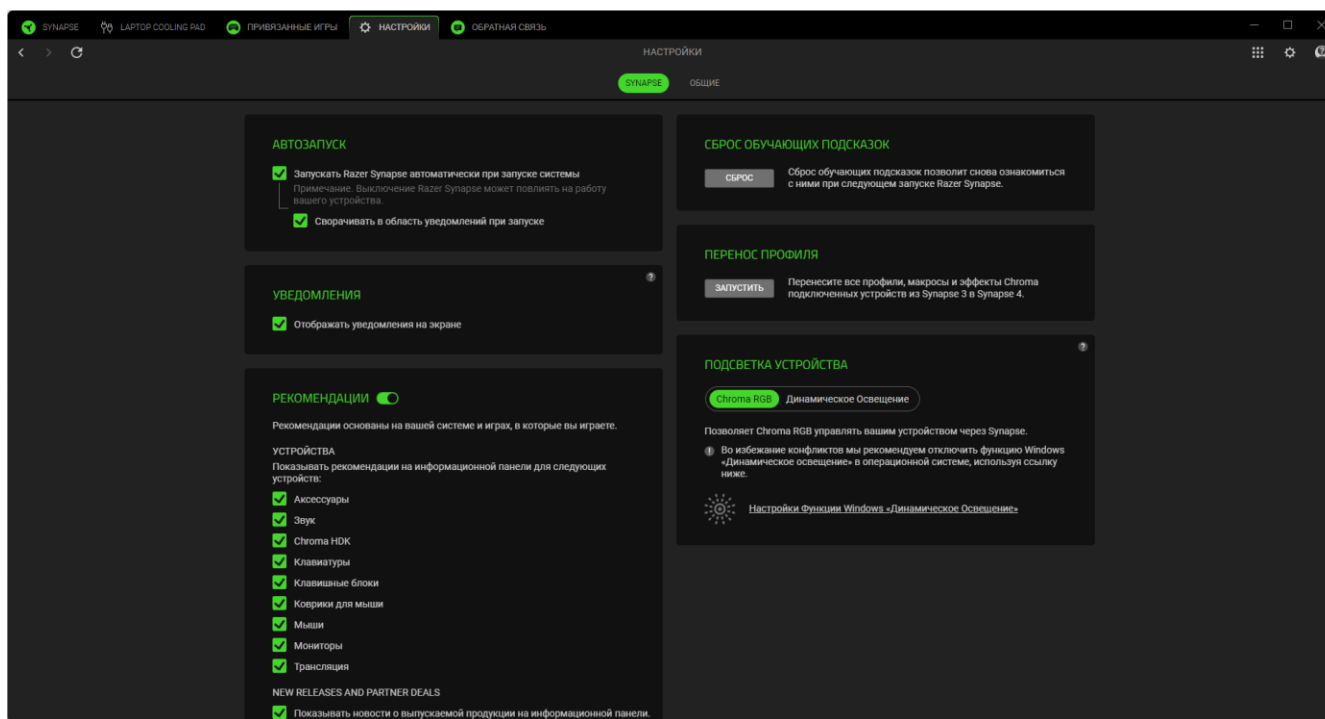 SYNAPSE
LAPTOP COOLING PAD
ПРИВЯЗАННЫЕ ИГРЫ
НАСТРОЙКИ
ОБРАТНАЯ СВЯЗЬ
НАСТРОЙКИ
SYNAPSE
ОБЩИЕ
АВТОЗАПУСК
Запускать Razer Synapse автоматически при запуске системы
Примечание. Выключение Razer Synapse может повлиять на работу
вашего устройства.
Сворачивать в область уведомлений при запуске
УВЕДОМЛЕНИЯ
Отображать уведомления на экране
РЕКОМЕНДАЦИИ
Рекомендации основаны на вашей системе и играх, в которые вы играете.
УСТРОЙСТВА
Показывать рекомендации на информационной панели для следующих
устройств:
Аксессуары
Звук
Chroma HDK
Клавиатуры
Клавишные блоки
Коврики для мыши
Мыши
Мониторы
Трансляция
NEW RELEASES AND PARTNER DEALS
Показывать новости о выпускаемой продукции на информационной панели.
СБРОС ОБУЧАЮЩИХ ПОДСКАЗОК
СБРОС
Сброс обучающих подсказок позволит снова ознакомиться
с ними при следующем запуске Razer Synapse.
ПЕРЕНОС ПРОФИЛЯ
ЗАПУСТИТЬ
Перенесите все профили, макросы и эффекты Chroma
подключенных устройств из Synapse 3 в Synapse 4.
ПОДСВЕТКА УСТРОЙСТВА
Chroma RGB
Динамическое Освещение
Позволяет Chroma RGB управлять вашим устройством через Synapse.
Во избежание конфликтов мы рекомендуем отключить функцию Windows
«Динамическое освещение» в операционной системе, используя ссылку
ниже.
Настройки Функции Windows «Динамическое Освещение»